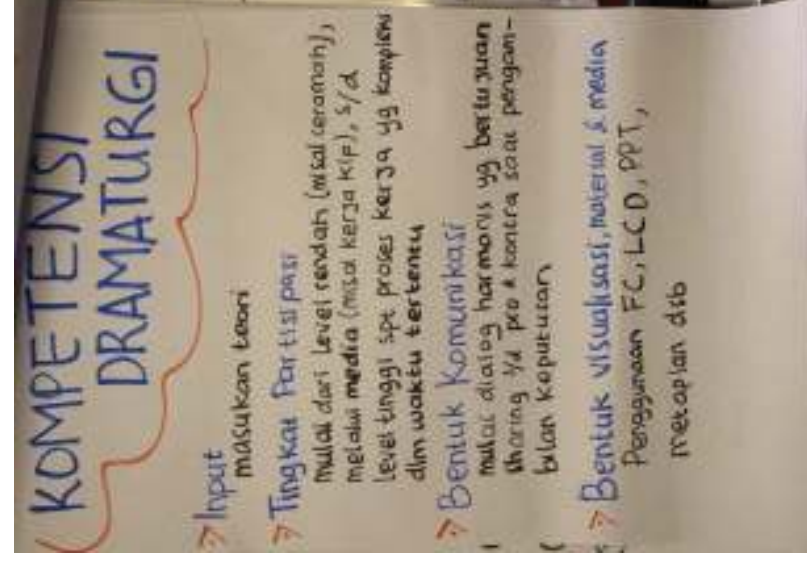 KOMPETENSI
DRAMATURGI
Input
masukan teori
Tingkat Partisipasi
mulai dari level rendah (misal ceramah),
melalui media (misal kerja klp), s/d
level tinggi spt proses kerja yg kompleks
dlm waktu tertentu
Bentuk Komunikasi
mulai dialog harmonis yg bertujuan
sharing s/d pro & kontra saat pengam-
bilan keputusan
Bentuk visualisasi, material & media
Penggunaan FC, LCD, PPT,
metaplan dsb